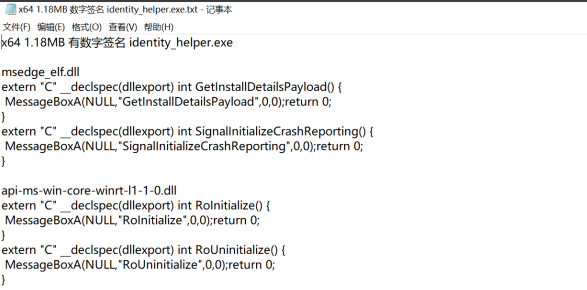 x64 1.18MB 数字签名 identity_helper.exe.txt - 记事本
文件(F) 编辑(E) 格式(O) 查看(V) 帮助(H)
x64 1.18MB 有数字签名 identity_helper.exe
msedge_elf.dll
extern "C" __declspec(dllexport) int GetInstallDetailsPayload() {
MessageBoxA(NULL,"GetInstallDetailsPayload",0,0);return 0;
}
extern "C" __declspec(dllexport) int SignalInitializeCrashReporting() {
MessageBoxA(NULL,"SignalInitializeCrashReporting",0,0);return 0;
}
api-ms-win-core-winrt-l1-1-0.dll
extern "C" __declspec(dllexport) int RoInitialize() {
MessageBoxA(NULL,"RoInitialize",0,0);return 0;
}
extern "C" __declspec(dllexport) int RoUninitialize() {
MessageBoxA(NULL,"RoUninitialize",0,0);return 0;
}